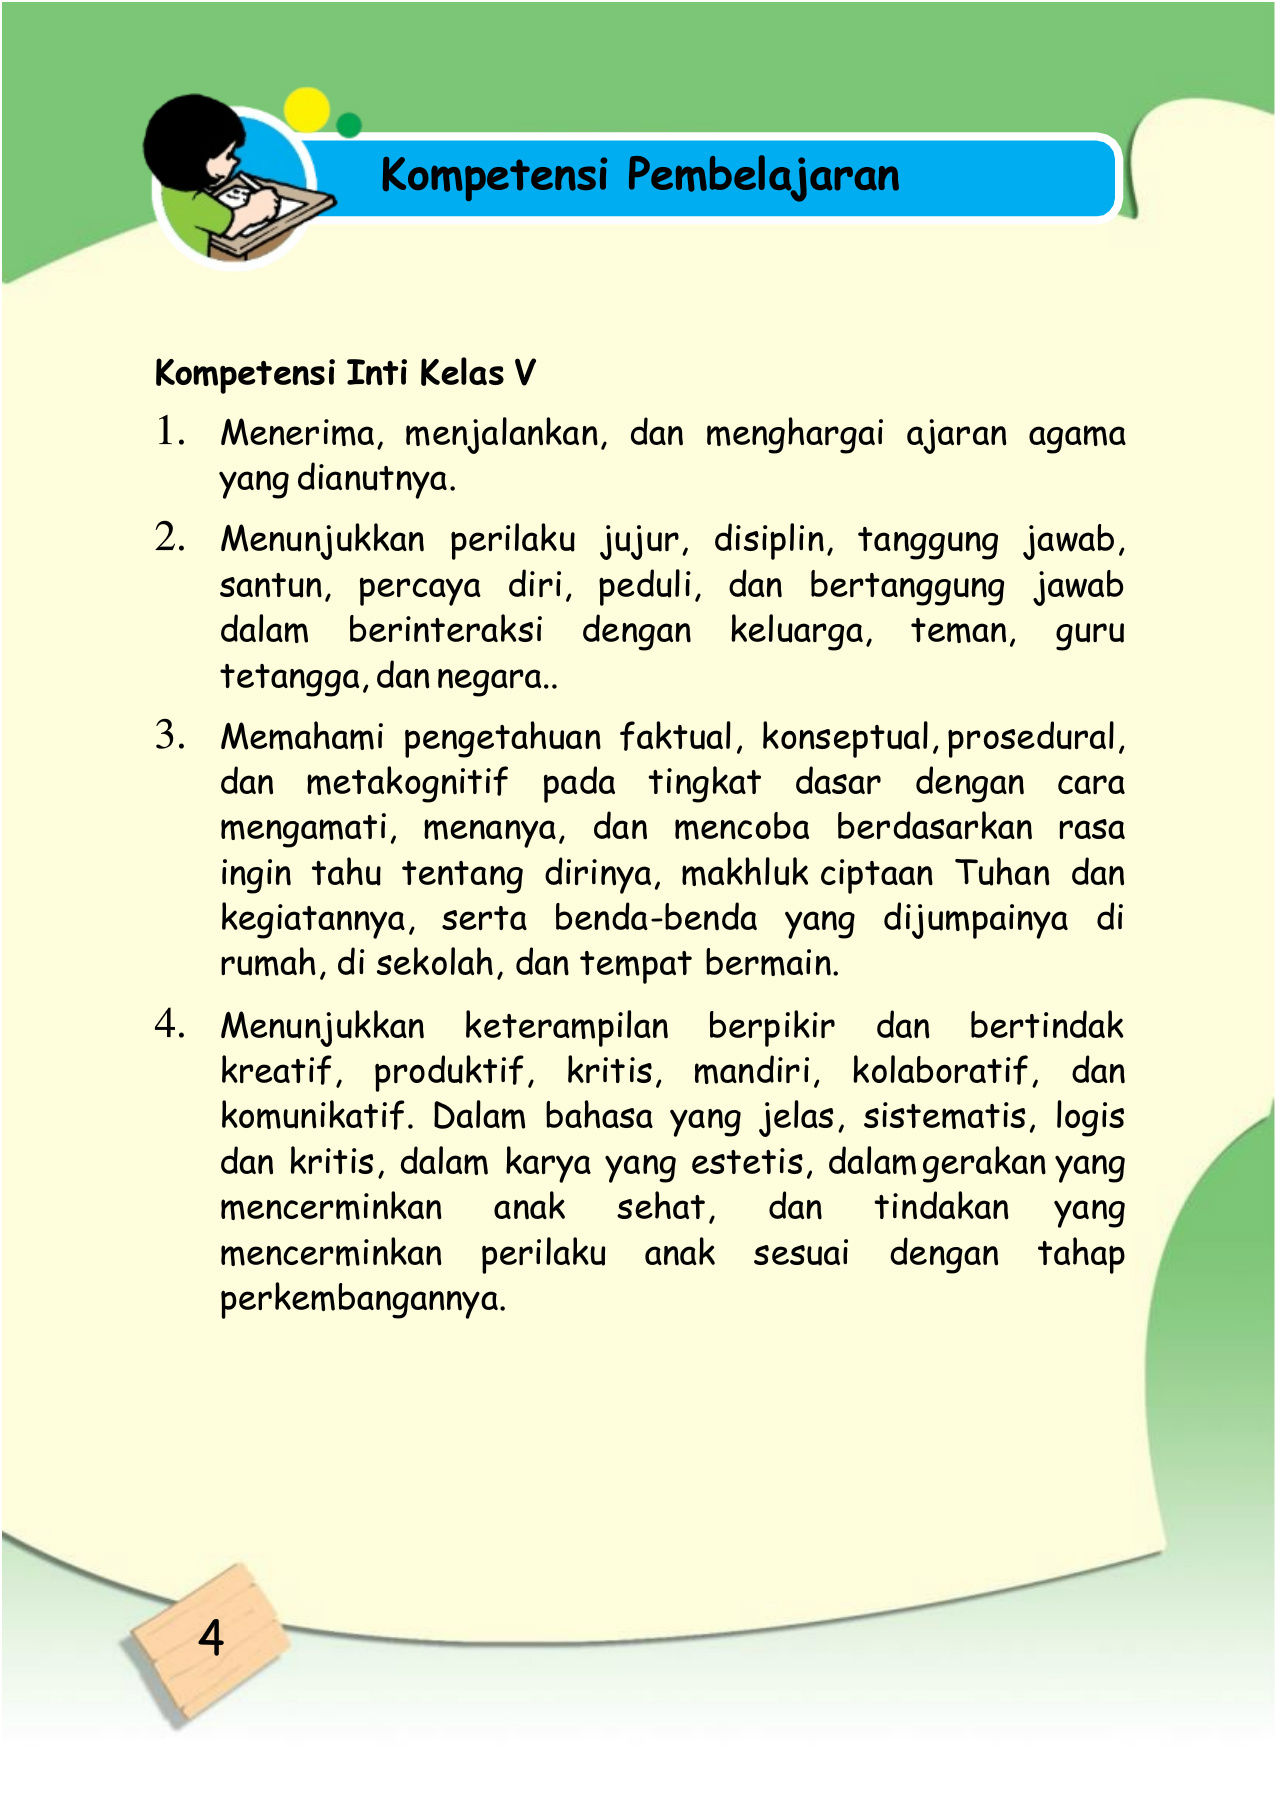 Kompetensi Pembelajaran
Kompetensi Inti Kelas V
1. Menerima, menjalankan, dan menghargai ajaran agama
yang dianutnya.
2. Menunjukkan perilaku jujur, disiplin, tanggung jawab,
santun, percaya diri, peduli, dan bertanggung jawab
dalam berinteraksi dengan keluarga, teman, guru
tetangga, dan negara..
3. Memahami pengetahuan faktual, konseptual, prosedural,
dan metakognitif pada tingkat dasar dengan cara
mengamati, menanya, dan mencoba berdasarkan rasa
ingin tahu tentang dirinya, makhluk ciptaan Tuhan dan
kegiatannya, serta benda-benda yang dijumpainya di
rumah, di sekolah, dan tempat bermain.
4. Menunjukkan keterampilan berpikir dan bertindak
kreatif, produktif, kritis, mandiri, kolaboratif, dan
komunikatif. Dalam bahasa yang jelas, sistematis, logis
dan kritis, dalam karya yang estetis, dalam gerakan yang
mencerminkan anak sehat, dan tindakan yang
mencerminkan perilaku anak sesuai dengan tahap
perkembangannya.
4